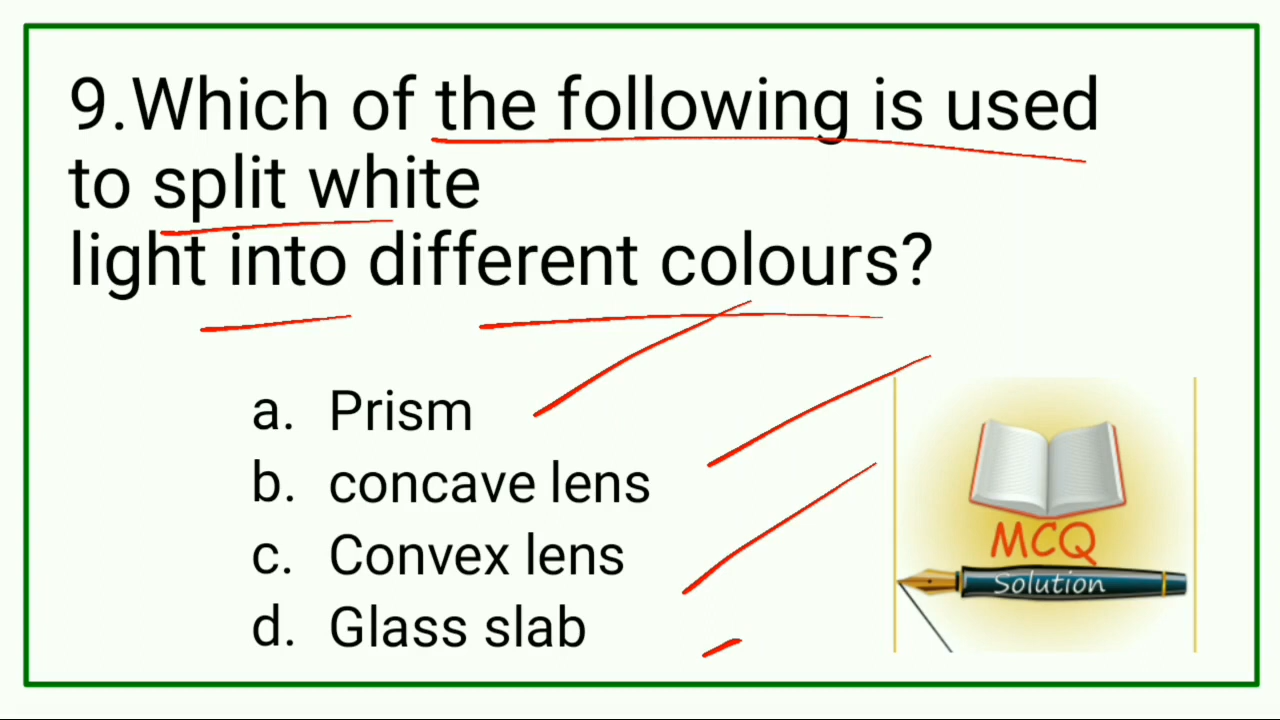 9.Which of the following is used
to split white
light into different colours?
a. Prism
b. concave lens
c. Convex lens
d. Glass slab
MCQ
Solution